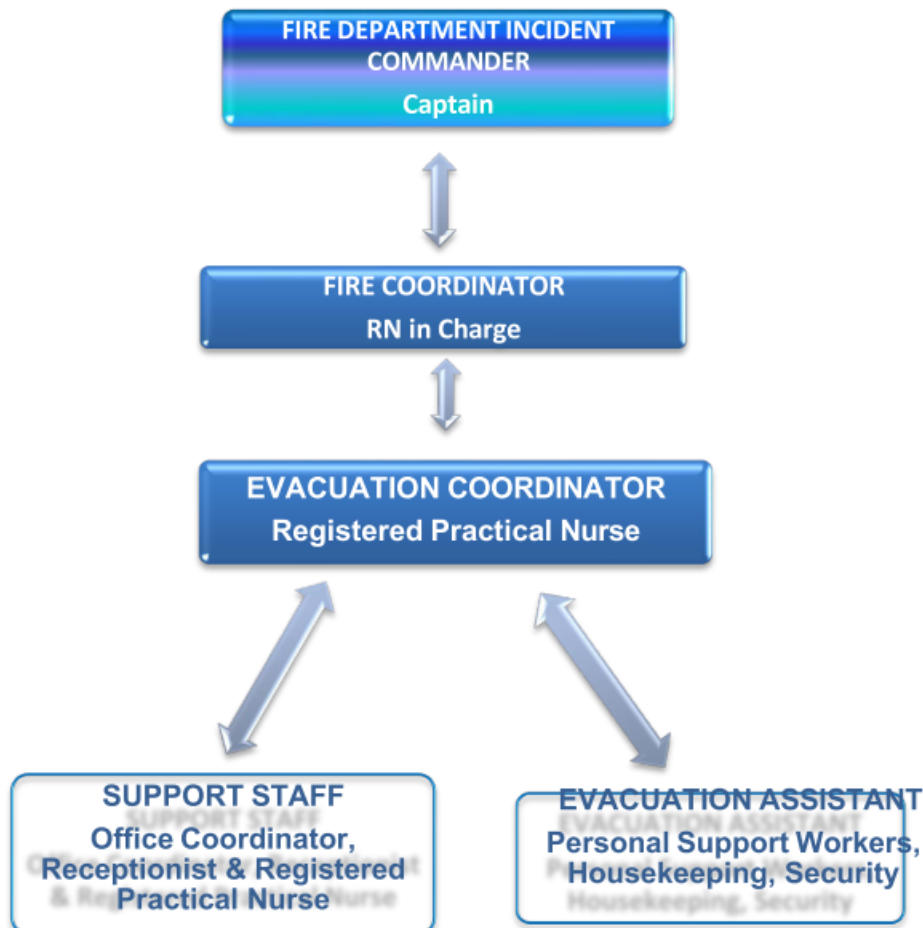 FIRE DEPARTMENT INCIDENT
COMMANDER
Captain
FIRE COORDINATOR
RN in Charge
EVACUATION COORDINATOR
Registered Practical Nurse
SUPPORT STAFF
Office Coordinator,
Receptionist & Registered
Practical Nurse
EVACUATION ASSISTANT
Personal Support Workers,
Housekeeping, Security